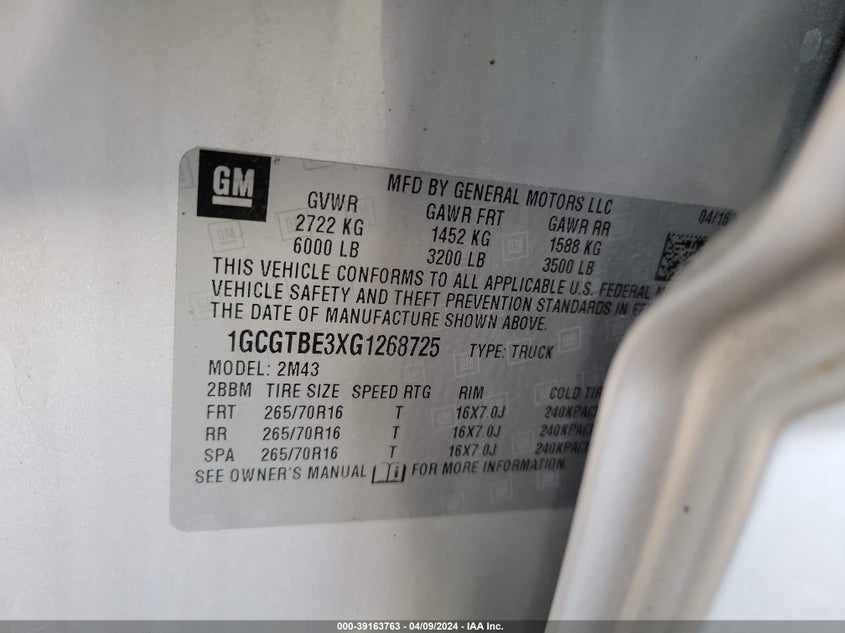 GM
MFD BY GENERAL MOTORS LLC 04/16
GVWR GAWR FRT GAWR RR
2722 KG 1452 KG 1588 KG
6000 LB 3200 LB 3500 LB
THIS VEHICLE CONFORMS TO ALL APPLICABLE U.S. FEDERAL
VEHICLE SAFETY AND THEFT PREVENTION STANDARDS IN
THE DATE OF MANUFACTURE SHOWN ABOVE.
1GCGTBE3XG1268725 TYPE: TRUCK
MODEL: 2M43
2BBM TIRE SIZE SPEED RTG RIM COLD
FRT 265/70R16 T 16X7.0J 240KPA
RR 265/70R16 T 16X7.0J 240KPA
SPA 265/70R16 T 16X7.0J 240KPA
SEE OWNER'S MANUAL FOR MORE INFORMATION.
000-39163763 - 04/09/2024 - IAA Inc.